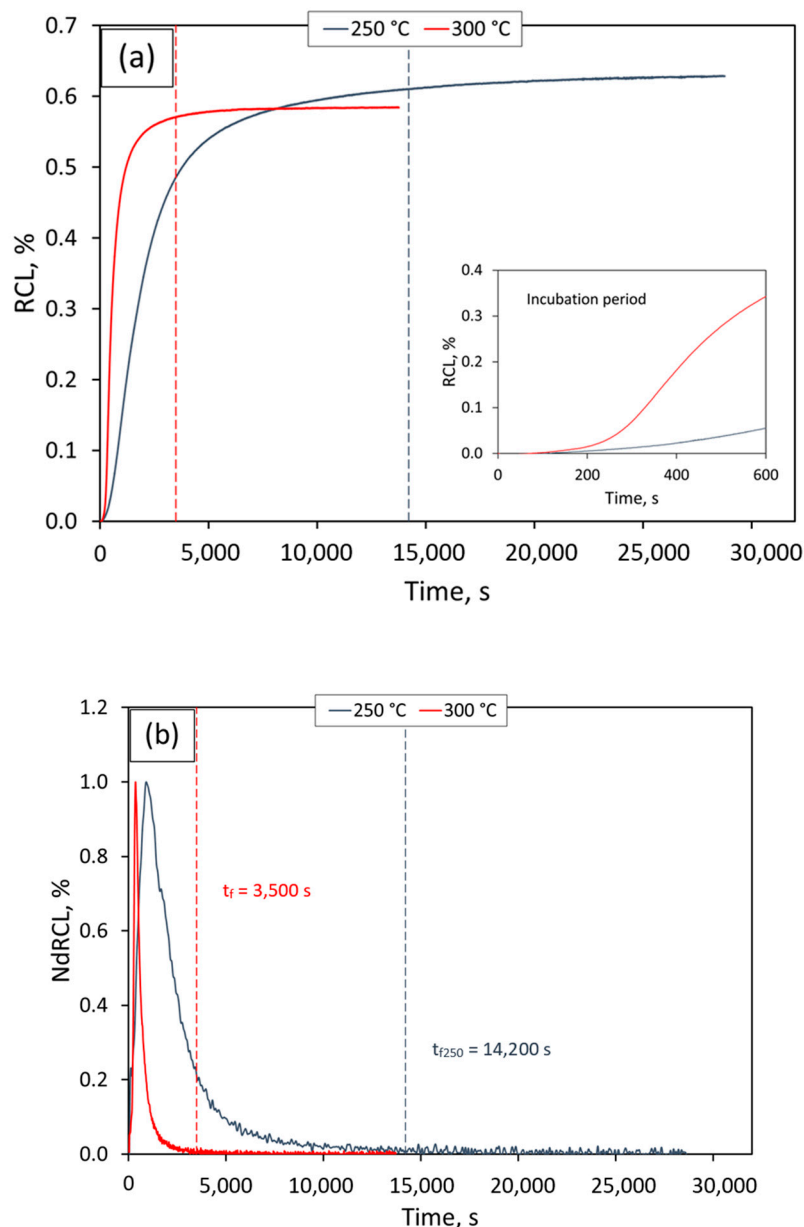 250 °C 300 °C
(a)
0.7
0.6
0.5
0.4
0.3
0.2
0.1
0.0
RCL, %
0 5,000 10,000 15,000 20,000 25,000 30,000
Time, s
Incubation period
0.4
0.3
0.2
0.1
0.0
RCL, %
0 200 400 600
Time, s
250 °C 300 °C
(b)
1.2
1.0
0.8
0.6
0.4
0.2
0.0
NdRCL, %
tf = 3,500 s
tf250 = 14,200 s
0 5,000 10,000 15,000 20,000 25,000 30,000
Time, s